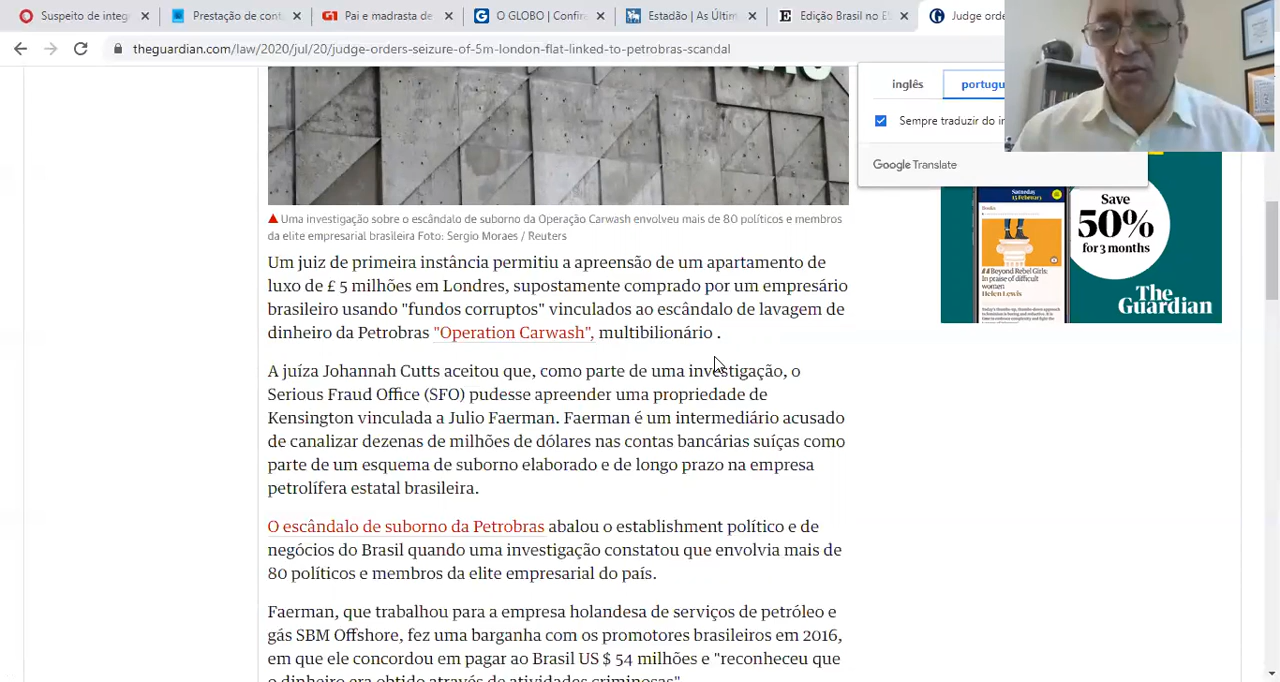 Suspeito de integ
Prestação de cont
Pai e madrasta de
O GLOBO | Confira
Estadão | As Últim
Edição Brasil no E
Judge orde
theguardian.com/law/2020/jul/20/judge-orders-seizure-of-5m-london-flat-linked-to-petrobras-scandal
inglês
portugu
Sempre traduzir do in
Google Translate
Uma investigação sobre o escândalo de suborno da Operação Carwash envolveu mais de 80 políticos e membros
da elite empresarial brasileira Foto: Sergio Moraes / Reuters
Um juiz de primeira instância permitiu a apreensão de um apartamento de
luxo de £ 5 milhões em Londres, supostamente comprado por um empresário
brasileiro usando "fundos corruptos" vinculados ao escândalo de lavagem de
dinheiro da Petrobras "Operation Carwash", multibilionário .
A juíza Johannah Cutts aceitou que, como parte de uma investigação, o
Serious Fraud Office (SFO) pudesse apreender uma propriedade de
Kensington vinculada a Julio Faerman. Faerman é um intermediário acusado
de canalizar dezenas de milhões de dólares nas contas bancárias suíças como
parte de um esquema de suborno elaborado e de longo prazo na empresa
petrolífera estatal brasileira.
O escândalo de suborno da Petrobras abalou o establishment político e de
negócios do Brasil quando uma investigação constatou que envolvia mais de
80 políticos e membros da elite empresarial do país.
Faerman, que trabalhou para a empresa holandesa de serviços de petróleo e
gás SBM Offshore, fez uma barganha com os promotores brasileiros em 2016,
em que ele concordou em pagar ao Brasil US $ 54 milhões e "reconheceu que
o dinheiro era obtido através de atividades criminosas".
Saturday
15 February
Books
Beyond Rebel Girls:
In praise of difficult
women
Helen Lewis
Save
50%
for 3 months
The
Guardian